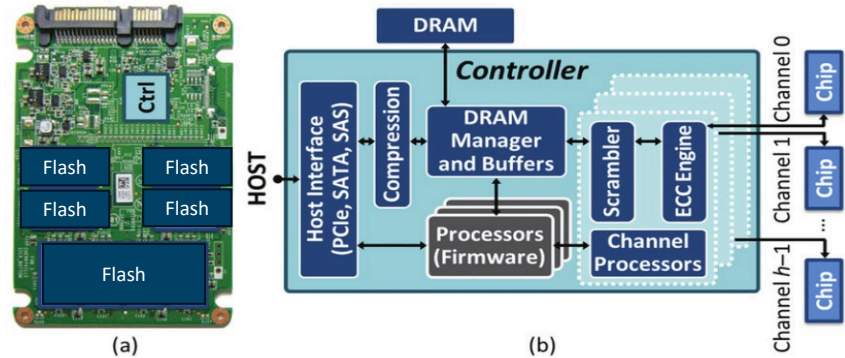 Ctrl
Flash
Flash
Flash
Flash
Flash
(a)
DRAM
Controller
HOST
Host Interface
(PCIe, SATA, SAS)
Compression
DRAM
Manager
and Buffers
Processors
(Firmware)
Scrambler
ECC Engine
Channel
Processors
Channel 0
Chip
Channel 1
Chip
...
Channel h–1
Chip
(b)